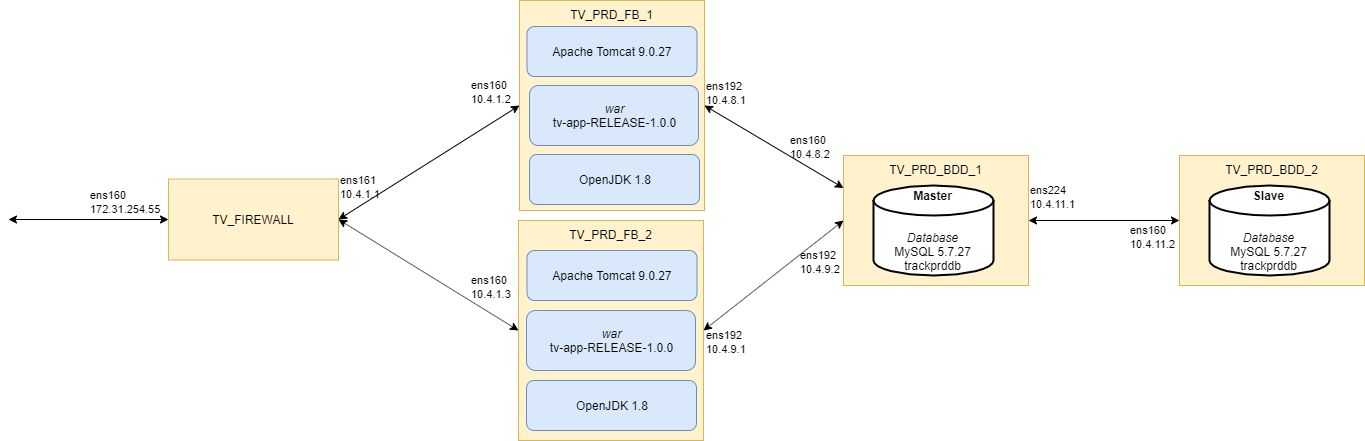 ens160
172.31.254.55
TV_FIREWALL
ens161
10.4.1.1
ens160
10.4.1.2
TV_PRD_FB_1
Apache Tomcat 9.0.27
war
tv-app-RELEASE-1.0.0
OpenJDK 1.8
ens192
10.4.8.1
ens160
10.4.1.3
TV_PRD_FB_2
Apache Tomcat 9.0.27
war
tv-app-RELEASE-1.0.0
OpenJDK 1.8
ens192
10.4.9.1
ens160
10.4.8.2
ens192
10.4.9.2
TV_PRD_BDD_1
Master
Database
MySQL 5.7.27
trackprddb
ens224
10.4.11.1
ens160
10.4.11.2
TV_PRD_BDD_2
Slave
Database
MySQL 5.7.27
trackprddb